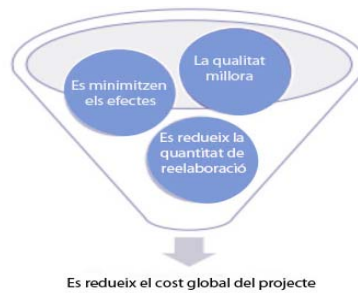 La qualitat
millora
Es minimitzen
els efectes
Es redueix la
quantitat de
reelaboració
Es redueix el cost global del projecte